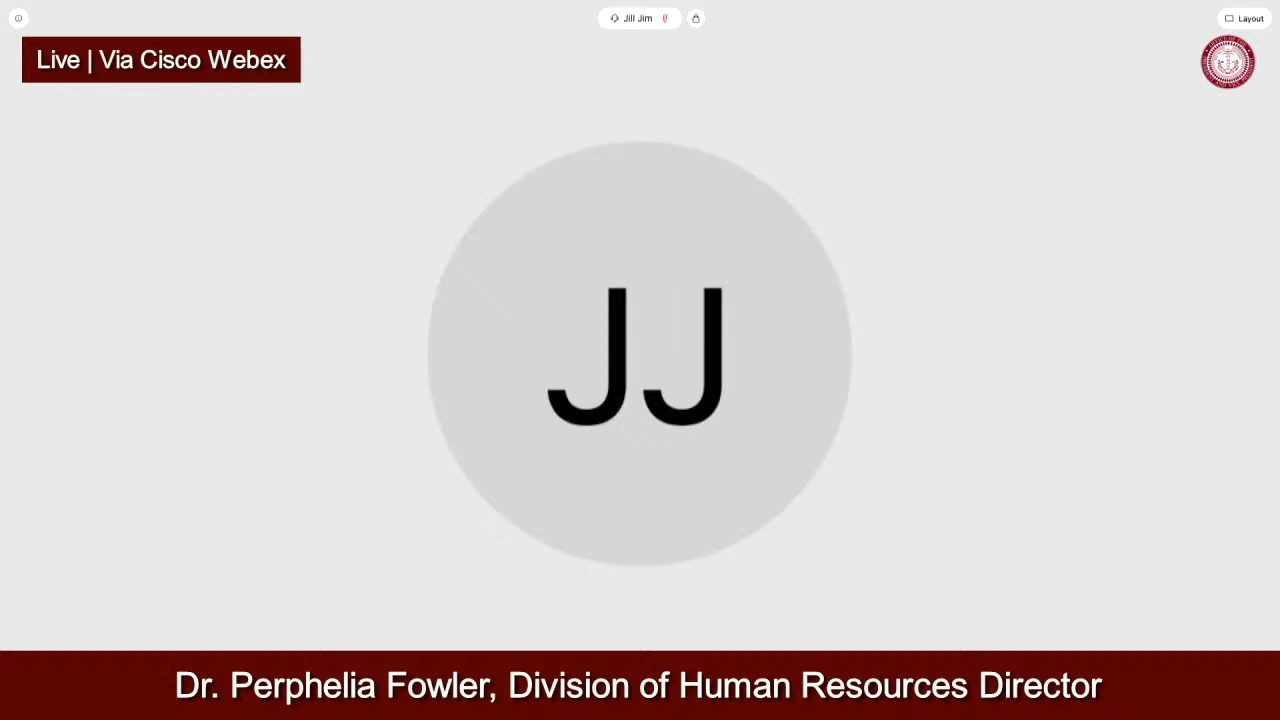 Jill Jim
Layout
Live | Via Cisco Webex
JJ
Dr. Perphelia Fowler, Division of Human Resources Director